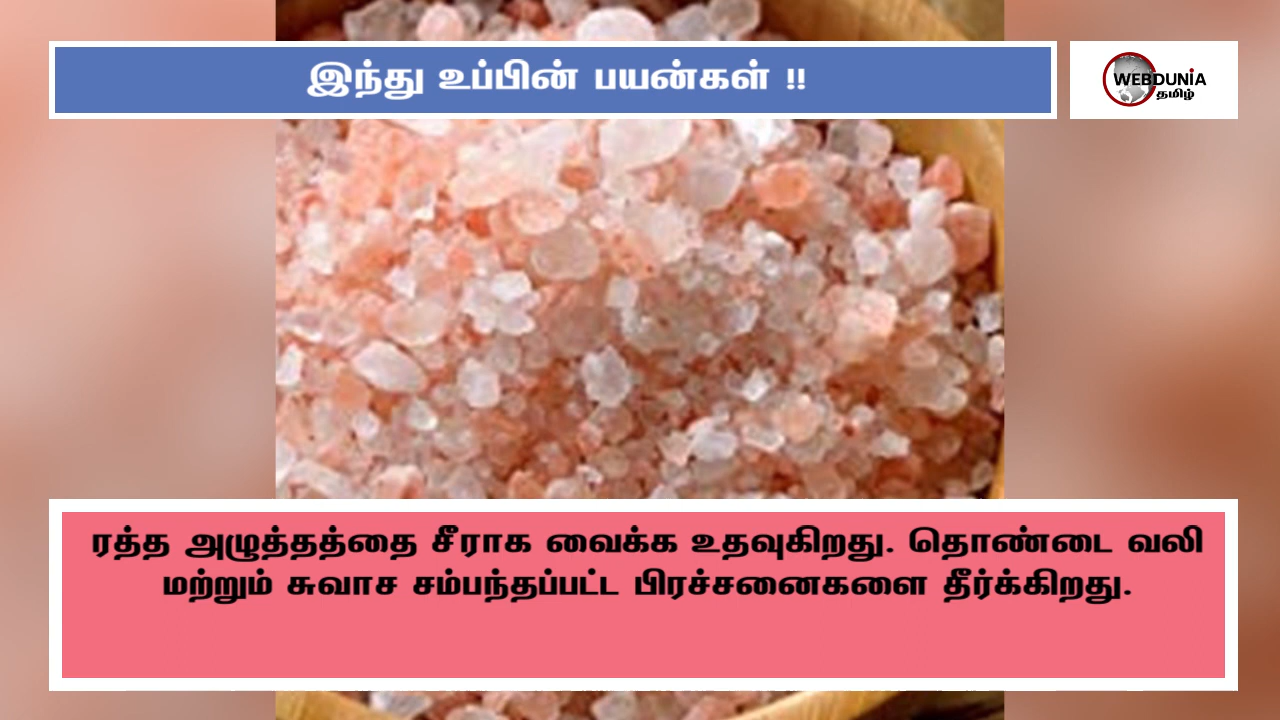 இந்து உப்பின் பயன்கள் !!
WEBDUNIA
தமிழ்
ரத்த அழுத்தத்தை சீராக வைக்க உதவுகிறது. தொண்டை வலி
மற்றும் சுவாச சம்பந்தப்பட்ட பிரச்சனைகளை தீர்க்கிறது.